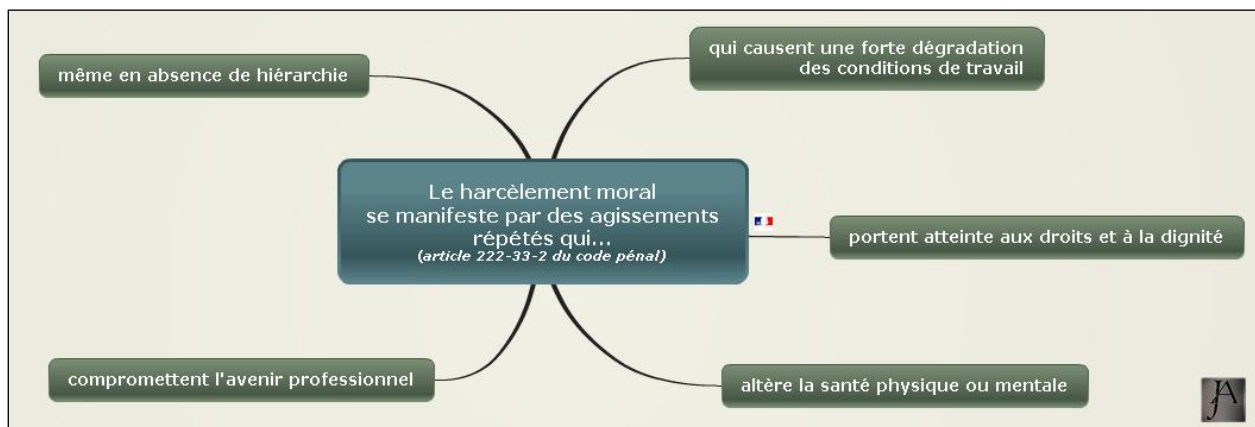 qui causent une forte dégradation
des conditions de travail
même en absence de hiérarchie
Le harcèlement moral
se manifeste par des agissements
répétés qui...
(article 222-33-2 du code pénal)
portent atteinte aux droits et à la dignité
compromettent l'avenir professionnel
altère la santé physique ou mentale
JA